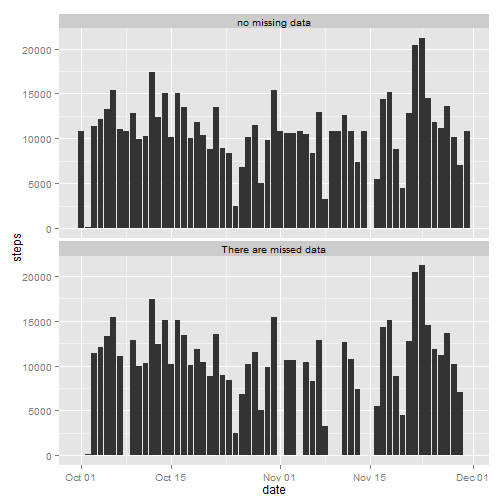 no missing data
20000
15000
10000
5000
0
steps
There are missed data
20000
15000
10000
5000
0
Oct 01 Oct 15 Nov 01 Nov 15 Dec 01
date